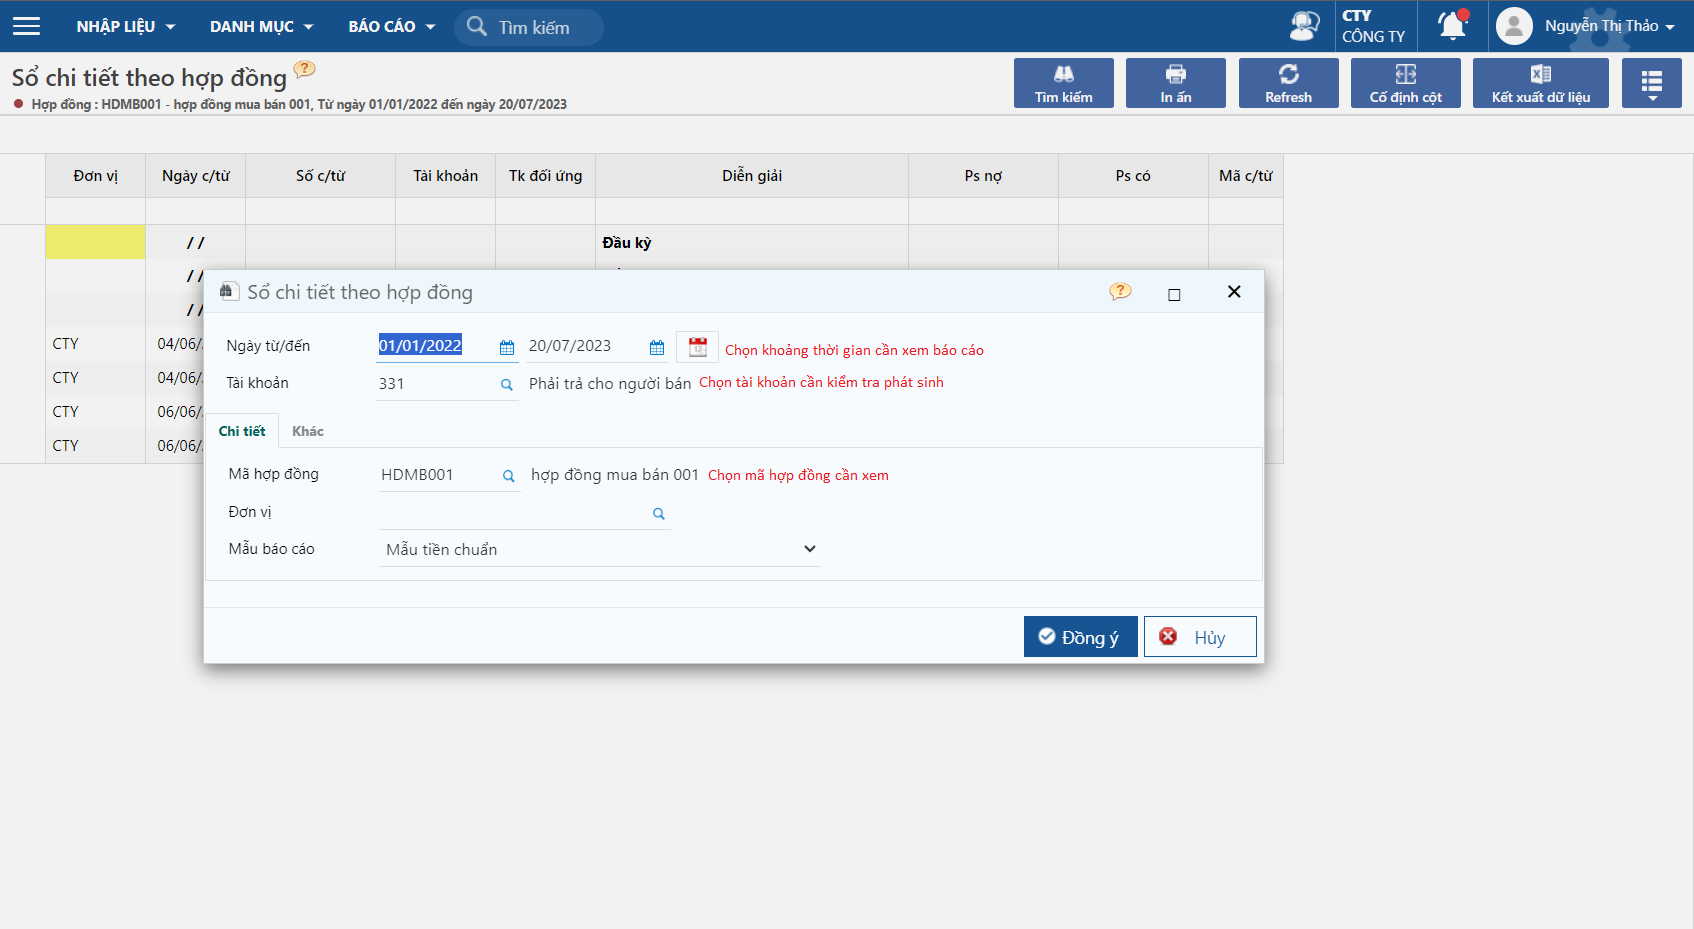 NHẬP LIỆU DANH MỤC BÁO CÁO Tìm kiếm CTY Nguyễn Thị Thảo
CÔNG TY
Sổ chi tiết theo hợp đồng ?
Hợp đồng : HDMB001 - hợp đồng mua bán 001, Từ ngày 01/01/2022 đến ngày 20/07/2023
Tìm kiếm In ấn Refresh Cố định cột Kết xuất dữ liệu
Đơn vị Ngày c/từ Số c/từ Tài khoản Tk đối ứng Diễn giải Ps nợ Ps có Mã c/từ
/ / Đầu kỳ
/ /
/ /
CTY 04/06/
CTY 04/06/
CTY 06/06/
CTY 06/06/
Sổ chi tiết theo hợp đồng ?
Ngày từ/đến 01/01/2022 20/07/2023 Chọn khoảng thời gian cần xem báo cáo
Tài khoản 331 Phải trả cho người bán Chọn tài khoản cần kiểm tra phát sinh
Chi tiết Khác
Mã hợp đồng HDMB001 hợp đồng mua bán 001 Chọn mã hợp đồng cần xem
Đơn vị
Mẫu báo cáo Mẫu tiền chuẩn
Đồng ý Hủy